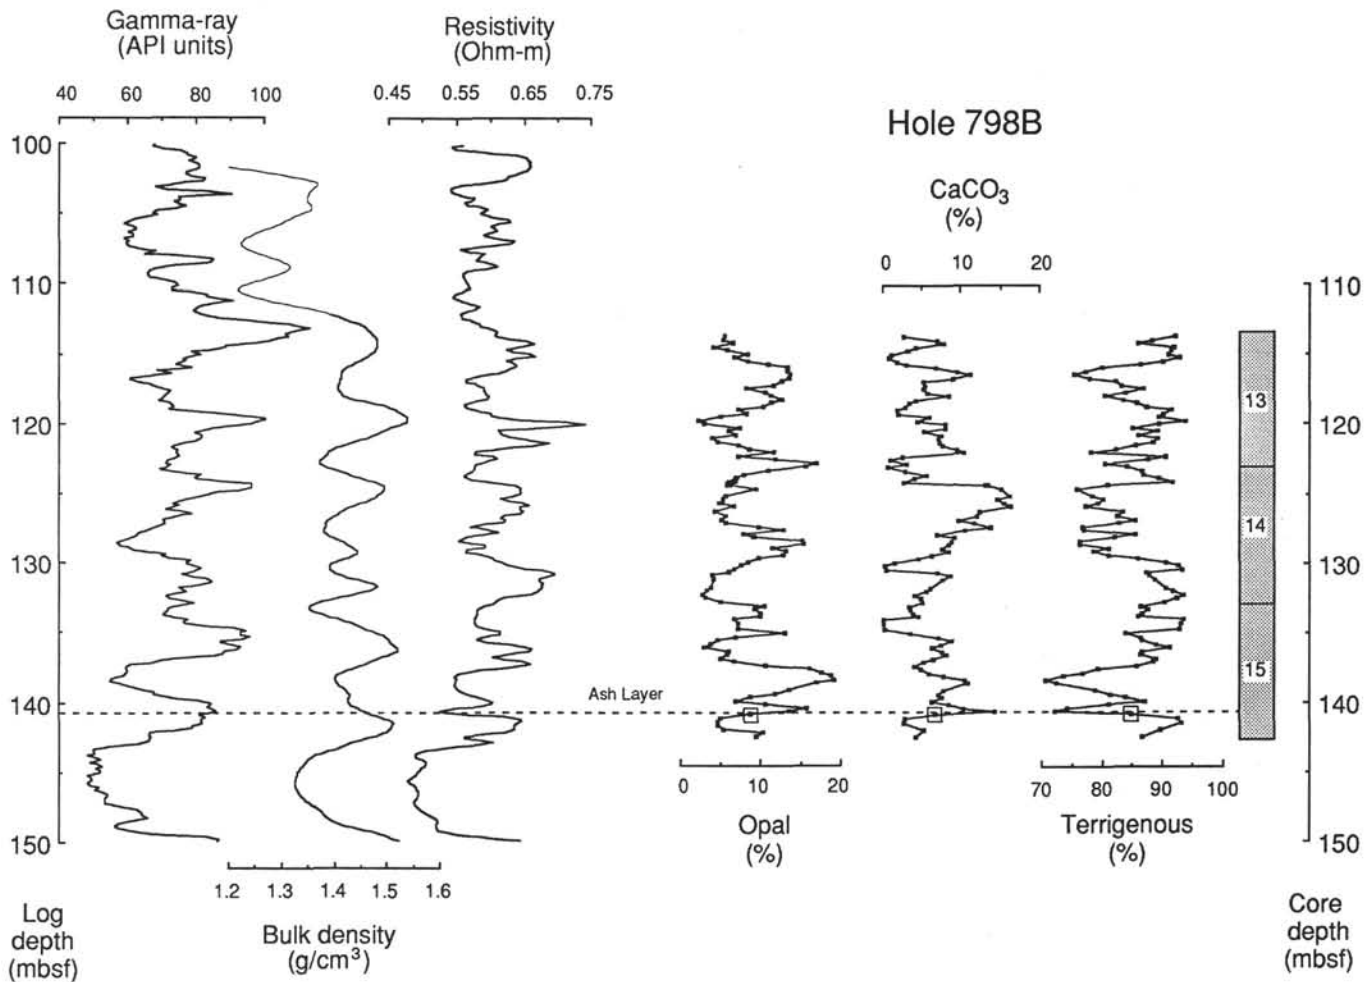 Gamma-ray
(API units)
40 60 80 100
Resistivity
(Ohm-m)
0.45 0.55 0.65 0.75
Hole 798B
CaCO3
(%)
0 10 20
100
110
120
130
140
150
110
120
130
140
150
13
14
15
Ash Layer
0 10 20
Opal
(%)
70 80 90 100
Terrigenous
(%)
1.2 1.3 1.4 1.5 1.6
Bulk density
(g/cm3)
Log
depth
(mbsf)
Core
depth
(mbsf)